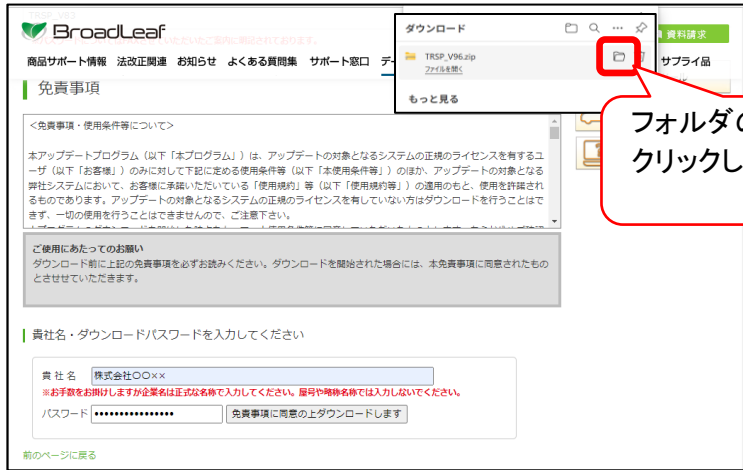 BroadLeaf
資料請求
商品サポート情報 法改正関連 お知らせ よくある質問集 サポート窓口 デー
サプライ品
ダウンロード
TRSP_V96.zip
ファイルを開く
もっと見る
フォルダの
クリックし
免責事項
<免責事項・使用条件等について>
本アップデートプログラム（以下「本プログラム」）は、アップデートの対象となるシステムの正規のライセンスを有するユ
ーザ（以下「お客様」）のみに対して下記に定める使用条件等（以下「本使用条件等」）のほか、アップデートの対象となる
弊社システムにおいて、お客様に承諾いただいている「使用規約」等（以下「使用規約等」）の適用のもと、使用を許諾され
るものであります。アップデートの対象となるシステムの正規のライセンスを有していない方はダウンロードを行うことはで
きず、一切の使用を行うことはできませんので、ご注意下さい。
ご使用にあたってのお願い
ダウンロード前に上記の免責事項を必ずお読みください。ダウンロードを開始された場合には、本免責事項に同意されたもの
とさせせていただきます。
貴社名・ダウンロードパスワードを入力してください
貴 社 名 株式会社○○××
※お手数をお掛けしますが企業名は正式な名称で入力してください。屋号や略称名称では入力しないでください。
パスワード •••••••••••••••• 免責事項に同意の上ダウンロードします
前のページに戻る